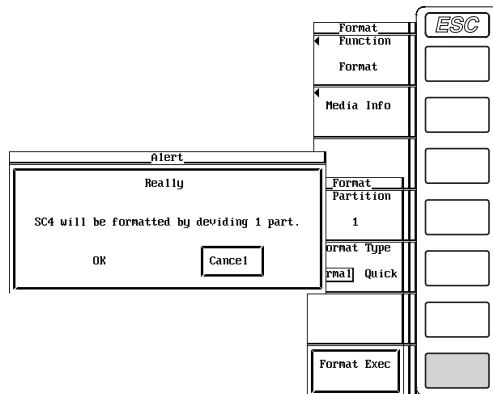 ESC
Format
Function
Format
Media Info
Alert
Really
SC4 will be formatted by deviding 1 part.
OK
Cancel
Format
Partition
1
ormat Type
rmal Quick
Format Exec